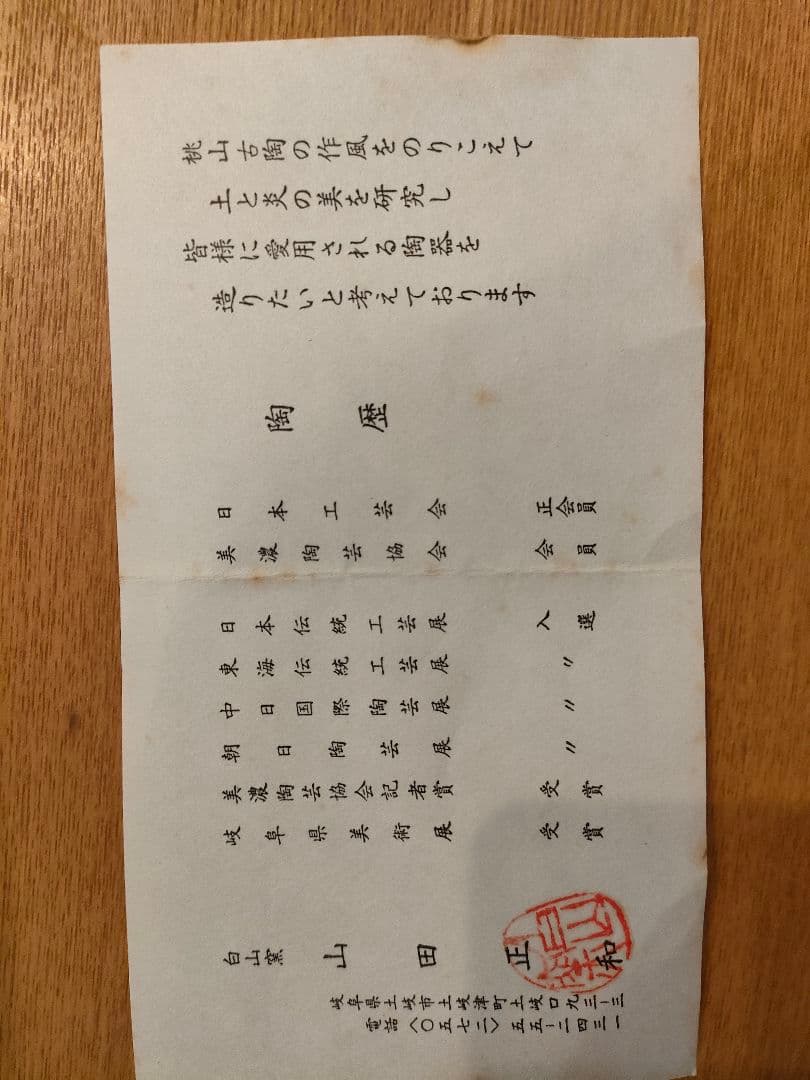 桃山古陶の作風をのりこえて
土と炎の美を研究し
皆様に愛用される陶器を
造りたいと考えております
陶歴
日本工芸会 正会員
美濃陶芸協会 会員
日本伝統工芸展 入選
東海伝統工芸展 〃
中日国際陶芸展 〃
朝日陶芸展 〃
美濃陶芸協会記者賞 受賞
岐阜県美術展 受賞
白山窯 山田正和
岐阜県土岐市土岐津町土岐口九三ー三
電話〈〇五七二〉五五ー二四三一